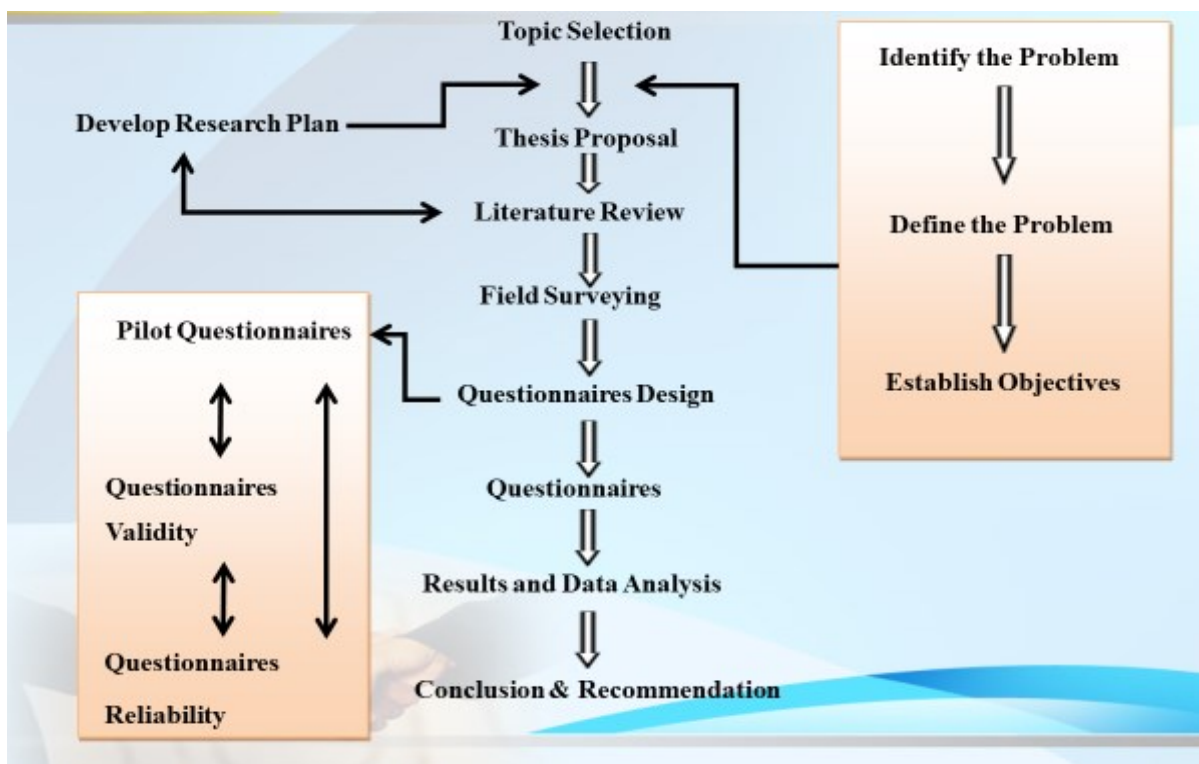 Topic Selection
Identify the Problem
Develop Research Plan
Thesis Proposal
Literature Review
Define the Problem
Field Surveying
Pilot Questionnaires
Establish Objectives
Questionnaires Design
Questionnaires
Validity
Questionnaires
Results and Data Analysis
Questionnaires
Reliability
Conclusion & Recommendation